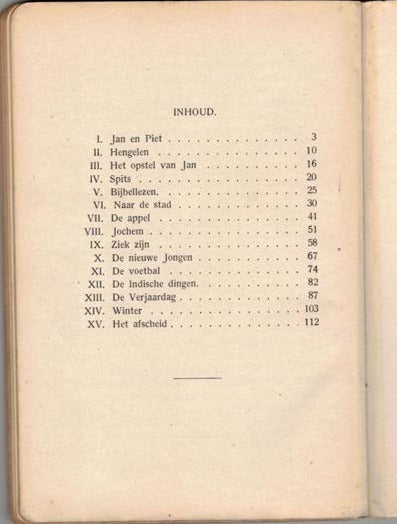 INHOUD.
I. Jan en Piet . . . . . . . . . . . . . 3
II. Hengelen . . . . . . . . . . . . . 10
III. Het opstel van Jan . . . . . . . . . 16
IV. Spits . . . . . . . . . . . . . . . 20
V. Bijbellezen. . . . . . . . . . . . . 25
VI. Naar de stad . . . . . . . . . . . . 30
VII. De appel . . . . . . . . . . . . . 41
VIII. Jochem . . . . . . . . . . . . . . 51
IX. Ziek zijn . . . . . . . . . . . . . 58
X. De nieuwe Jongen . . . . . . . . . . 67
XI. De voetbal . . . . . . . . . . . . . 74
XII. De Indische dingen. . . . . . . . . . 82
XIII. De Verjaardag . . . . . . . . . . . 87
XIV. Winter . . . . . . . . . . . . . . 103
XV. Het afscheid . . . . . . . . . . . . 112